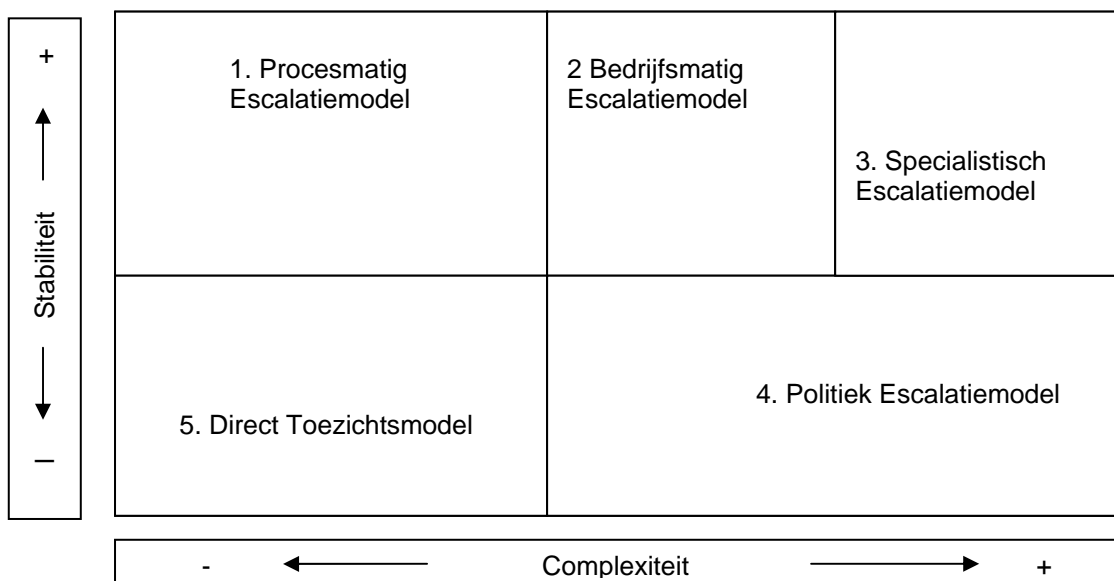 +
Stabiliteit
–
1. Procesmatig
Escalatiemodel
2 Bedrijfsmatig
Escalatiemodel
3. Specialistisch
Escalatiemodel
4. Politiek Escalatiemodel
5. Direct Toezichtsmodel
- Complexiteit +